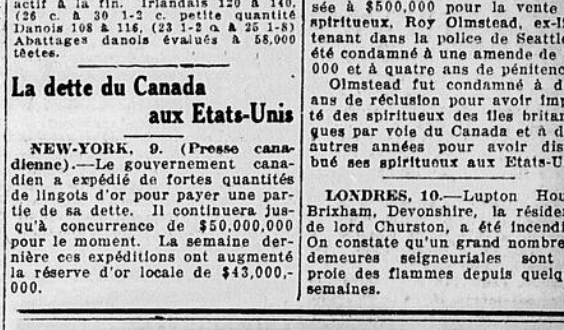 actif à la fin. Irlandais 120 à 140.
(26 c. à 30 1-2 c. petite quantité
Danois 108 à 116. (23 1-2 à 25 1-8)
Abattages danois évalués à 58,000
têetes.
La dette du Canada
aux Etats-Unis
NEW-YORK, 9. (Presse cana-
dienne).—Le gouvernement cana-
dien a expédié de fortes quantités
de lingots d'or pour payer une par-
tie de sa dette. Il continuera jus-
qu'à concurrence de $50,000,000
pour le moment. La semaine der-
nière ces expéditions ont augmenté
la réserve d'or locale de $43,000,-
000.
sée à $500,000 pour la vente
spiritueux, Roy Olmstead, ex-li
tenant dans la police de Seattle
été condamné à une amende de
000 et à quatre ans de pénitenc
Olmstead fut condamné à d
ans de réclusion pour avoir imp
té des spiritueux des îles britan
ques par voie du Canada et à d
autres années pour avoir dis
bué ses spiritueux aux Etats-U
LONDRES, 10.—Lupton Hou
Brixham, Devonshire, la réside
de lord Churston, a été incendi
On constate qu'un grand nombre
demeures seigneuriales sont
proie des flammes depuis quelq
semaines.